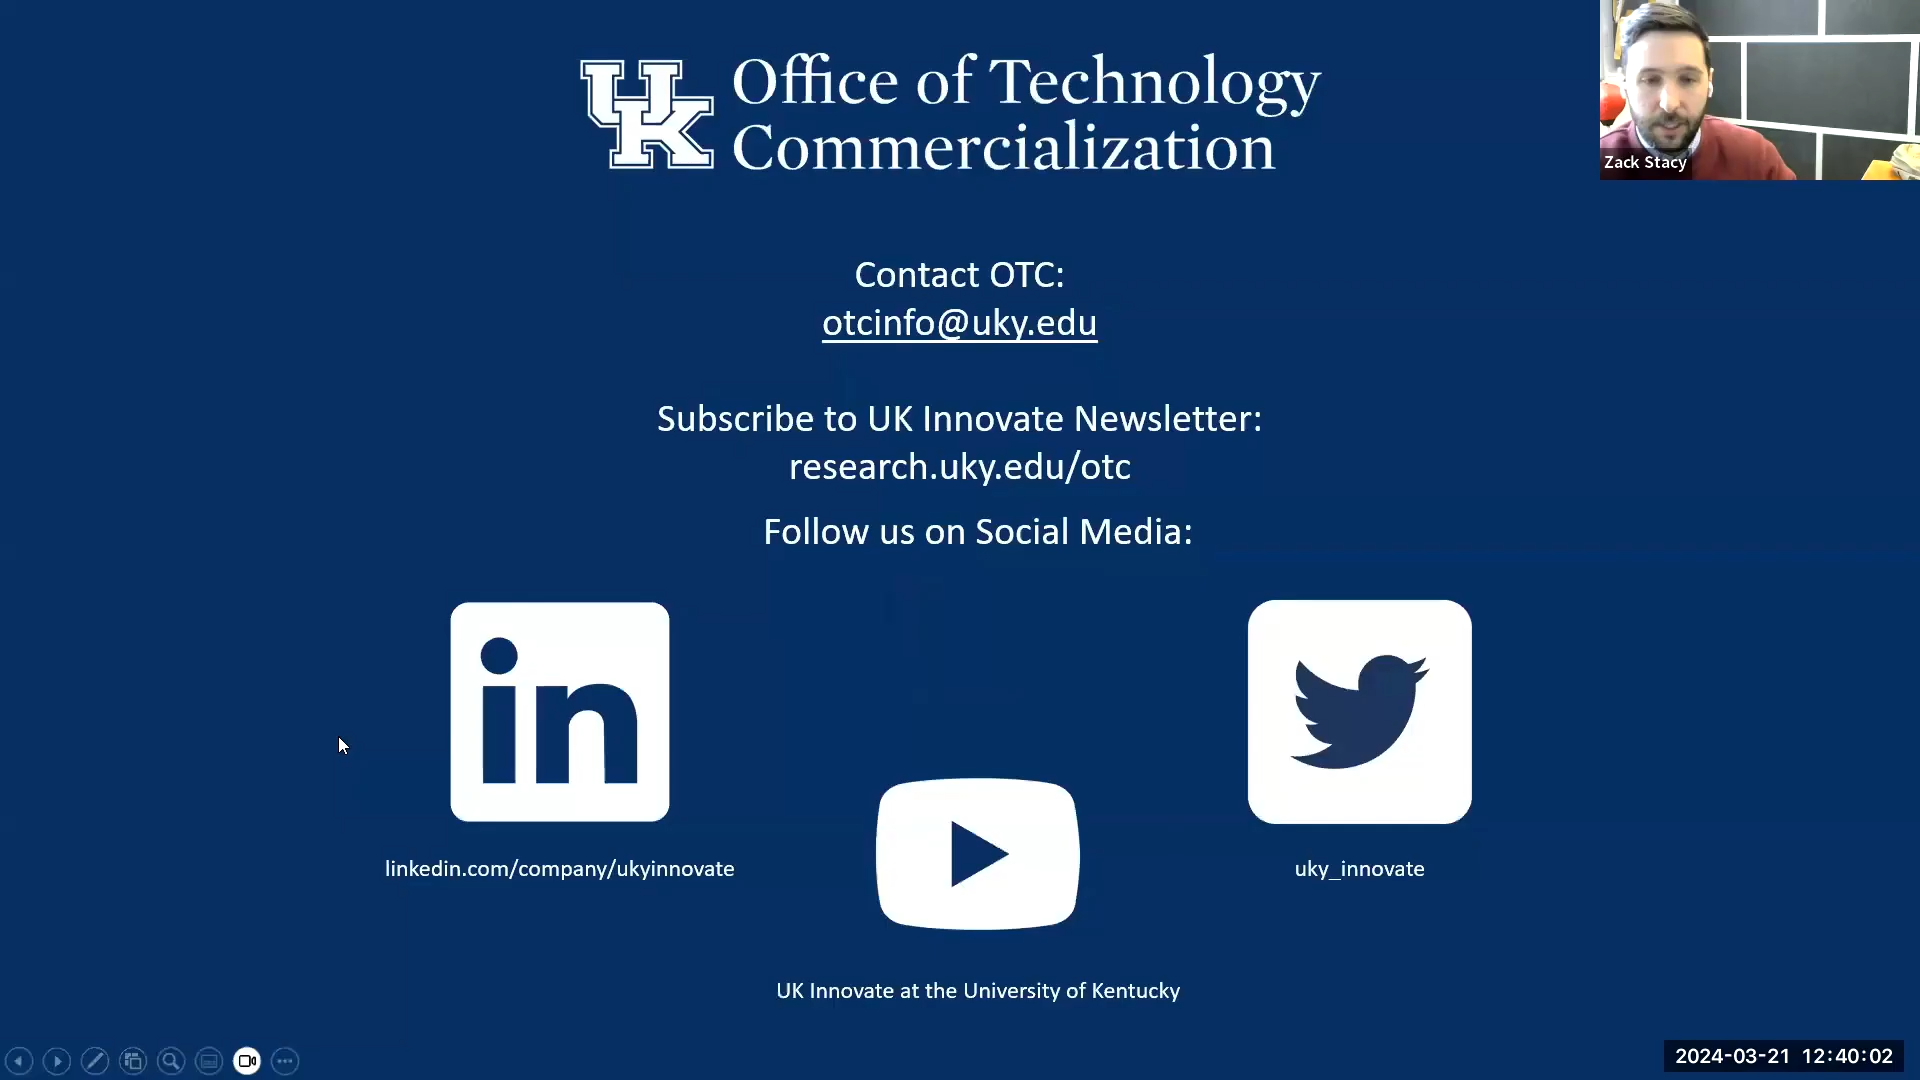 UK Office of Technology
Commercialization
Zack Stacy
Contact OTC:
otcinfo@uky.edu
Subscribe to UK Innovate Newsletter:
research.uky.edu/otc
Follow us on Social Media:
in
linkedin.com/company/ukyinnovate
uky_innovate
UK Innovate at the University of Kentucky
2024-03-21 12:40:02